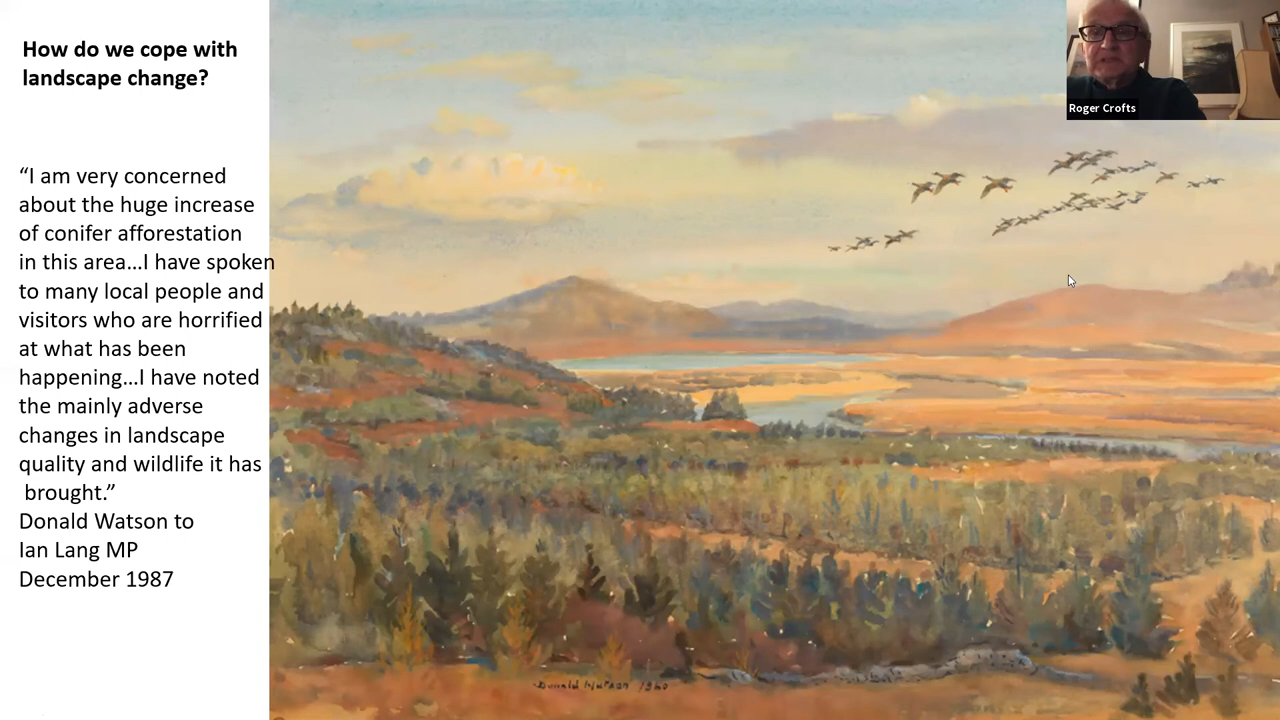 How do we cope with
landscape change?
“I am very concerned
about the huge increase
of conifer afforestation
in this area…I have spoken
to many local people and
visitors who are horrified
at what has been
happening…I have noted
the mainly adverse
changes in landscape
quality and wildlife it has
brought.”
Donald Watson to
Ian Lang MP
December 1987
Roger Crofts
Donald Watson 1960